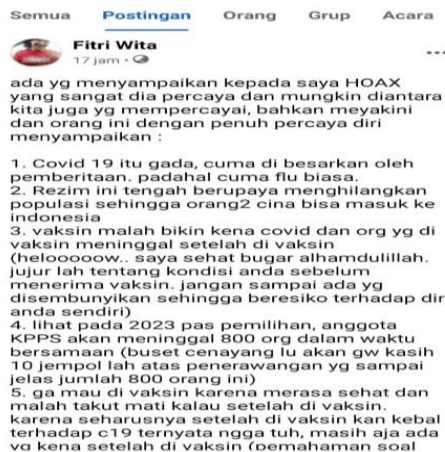 Semua Postingan Orang Grup Acara
Fitri Wita
17 jam ·
ada yg menyampaikan kepada saya HOAX
yang sangat dia percaya dan mungkin diantara
kita juga yg mempercayai, bahkan meyakini
dan orang ini dengan penuh percaya diri
menyampaikan :
1. Covid 19 itu gada, cuma di besarkan oleh
pemberitaan. padahal cuma flu biasa.
2. Rezim ini tengah berupaya menghilangkan
populasi sehingga orang2 cina bisa masuk ke
indonesia
3. vaksin malah bikin kena covid dan org yg di
vaksin meninggal setelah di vaksin
(helooooow.. saya sehat bugar alhamdulillah.
jujur lah tentang kondisi anda sebelum
menerima vaksin. jangan sampai ada yg
disembunyikan sehingga beresiko terhadap dir
anda sendiri)
4. lihat pada 2023 pas pemilihan, anggota
KPPS akan meninggal 800 org dalam waktu
bersamaan (buset cenayang lu akan gw kasih
10 jempol lah atas penerawangan yg sampai
jelas jumlah 800 orang ini)
5. ga mau di vaksin karena merasa sehat dan
malah takut mati kalau setelah di vaksin.
karena seharusnya setelah di vaksin kan kebal
terhadap c19 ternyata ngga tuh, masih aja ada
yg kena setelah di vaksin (pemahaman soal